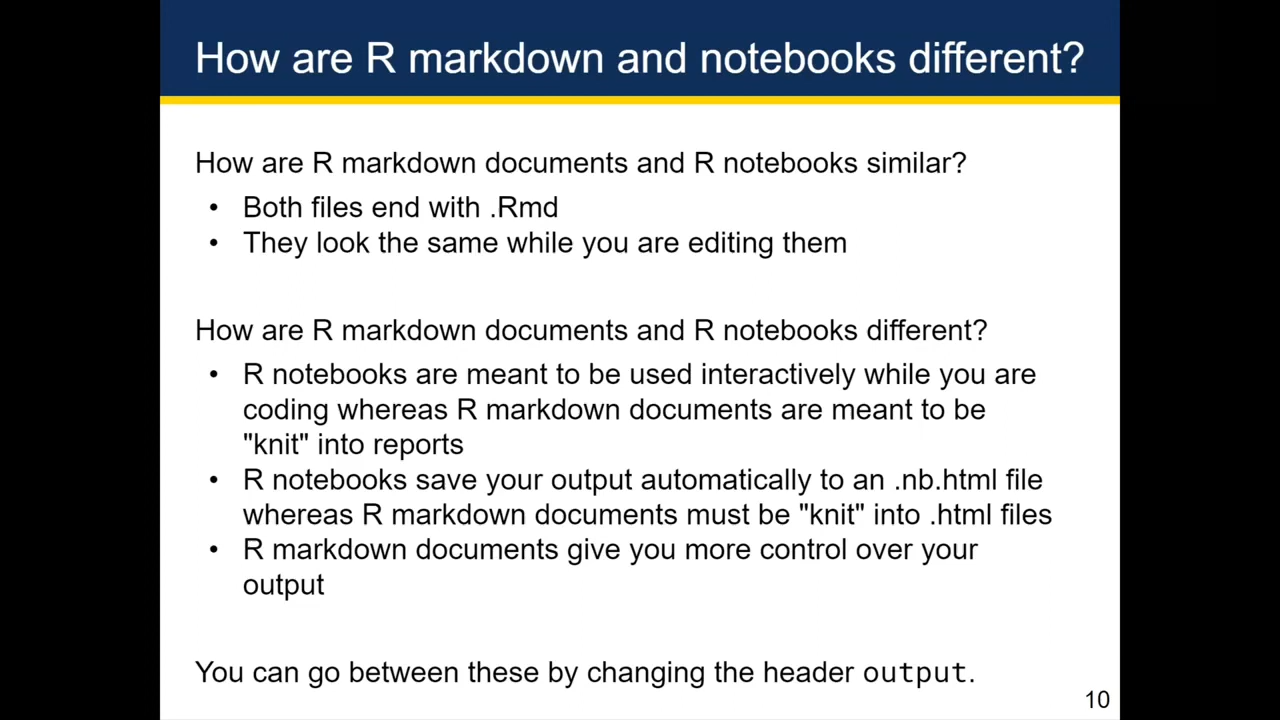 How are R markdown and notebooks different?
How are R markdown documents and R notebooks similar?
• Both files end with .Rmd
• They look the same while you are editing them
How are R markdown documents and R notebooks different?
• R notebooks are meant to be used interactively while you are
coding whereas R markdown documents are meant to be
"knit" into reports
• R notebooks save your output automatically to an .nb.html file
whereas R markdown documents must be "knit" into .html files
• R markdown documents give you more control over your
output
You can go between these by changing the header output.
10